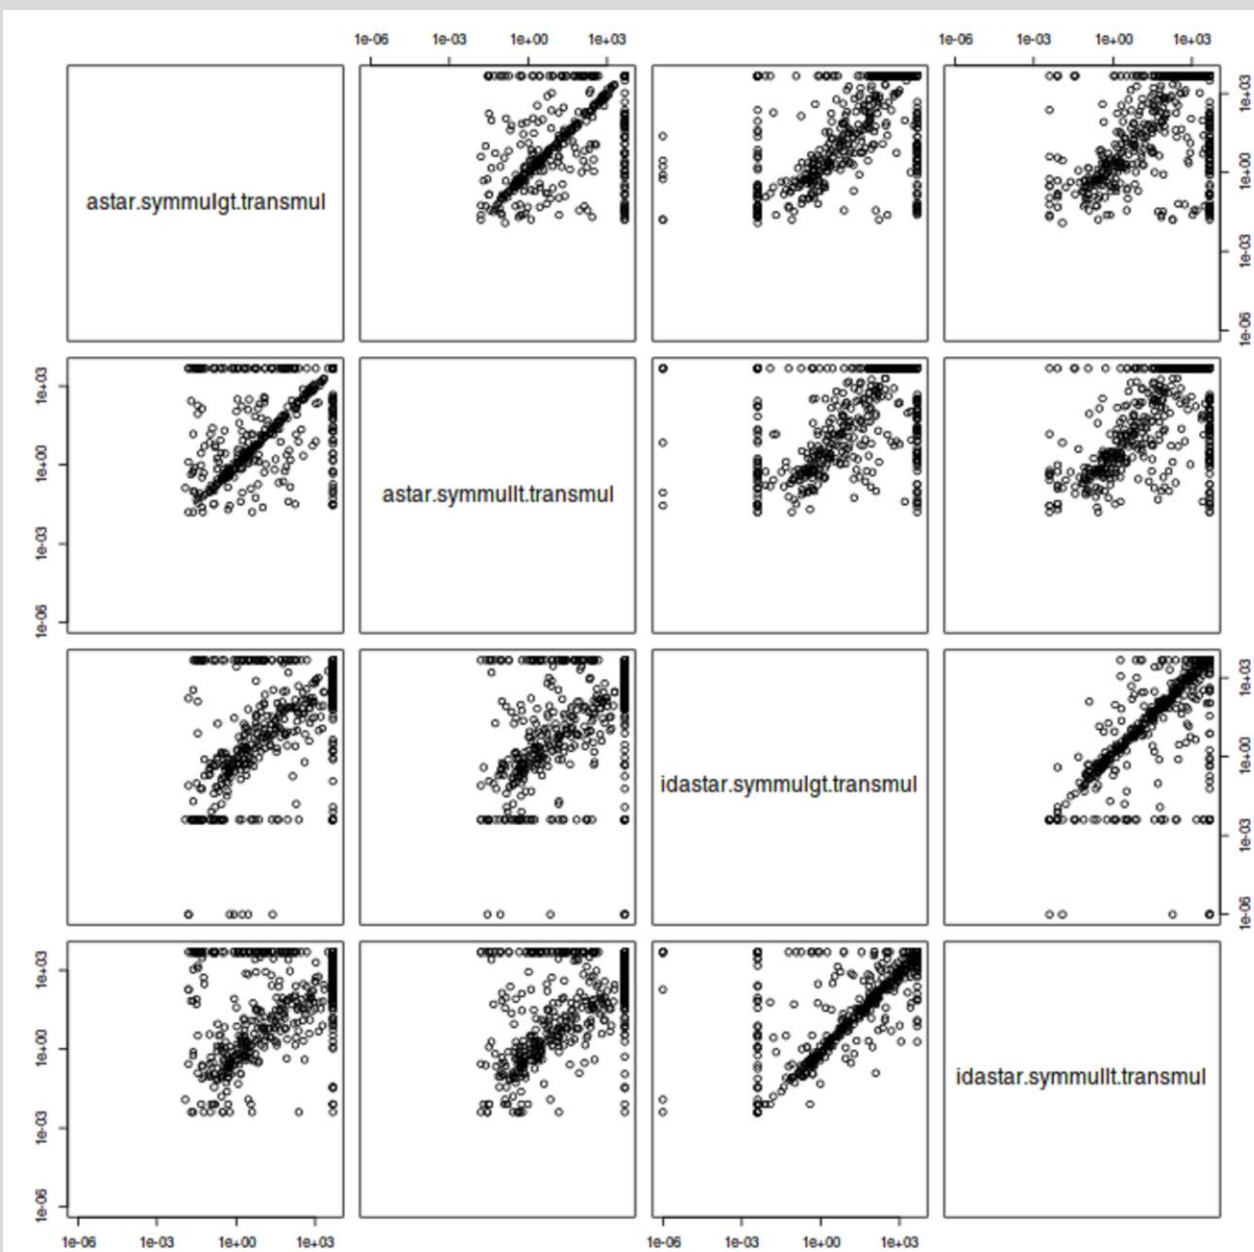 1e-06 1e-03 1e+00 1e+03 1e-06 1e-03 1e+00 1e+03
astar.symmulgt.transmul
1e+03
1e+00
1e-03
1e-06
1e+03
1e+00
1e-03
1e-06
astar.symmullt.transmul
idastar.symmulgt.transmul
1e+03
1e+00
1e-03
1e-06
1e+03
1e+00
1e-03
1e-06
idastar.symmullt.transmul
1e-06 1e-03 1e+00 1e+03 1e-06 1e-03 1e+00 1e+03